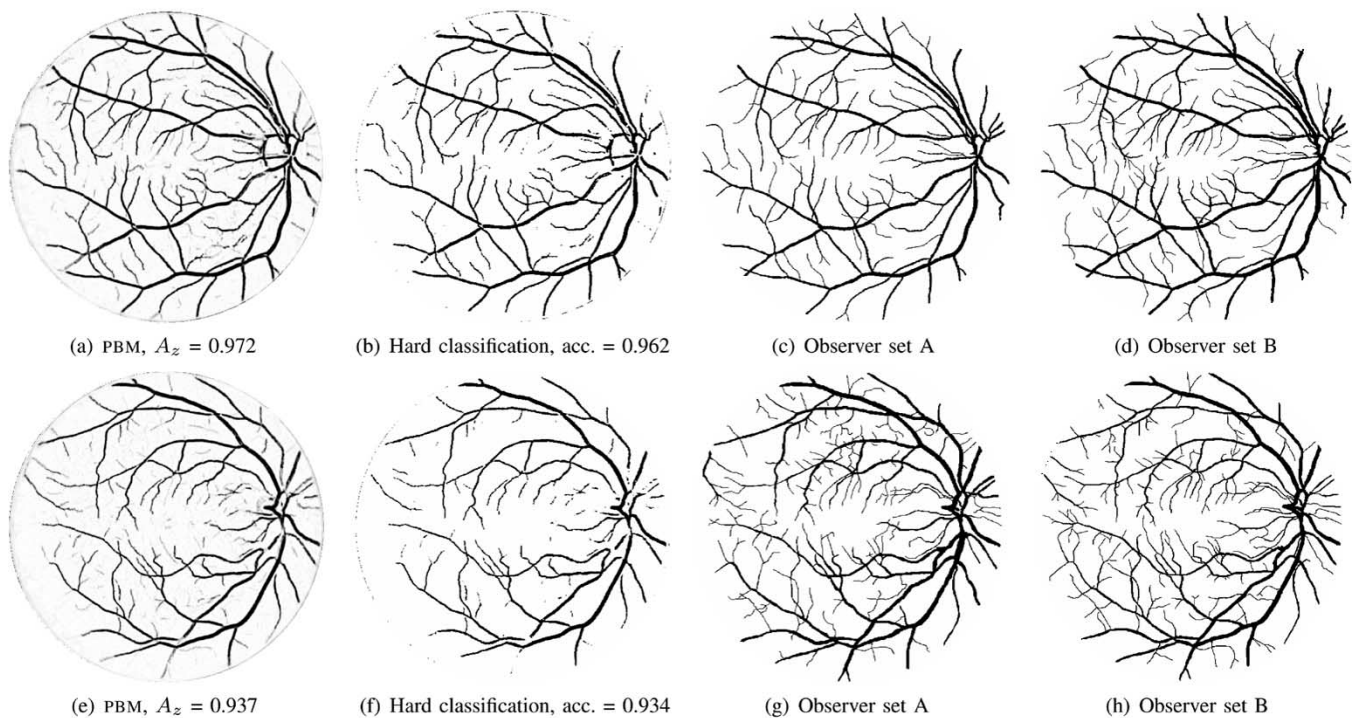 (a) PBM, A_z = 0.972
(b) Hard classification, acc. = 0.962
(c) Observer set A
(d) Observer set B
(e) PBM, A_z = 0.937
(f) Hard classification, acc. = 0.934
(g) Observer set A
(h) Observer set B